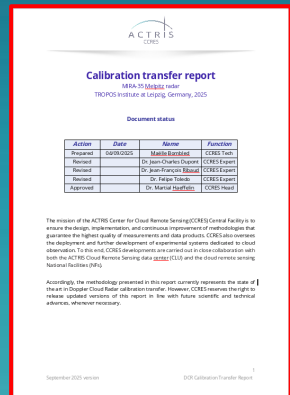 ACTRIS
CCRES
Calibration transfer report
MIRA-35 Melpitz radar
TROPOS Institute at Leipzig, Germany, 2025
Document status
Action Date Name Function
Prepared 04/09/2025 Maëlle Bombled CCRES Tech
Revised Dr. Jean-Charles Dupont CCRES Expert
Revised Dr. Jean-François Ribaud CCRES Expert
Revised Dr. Felipe Toledo CCRES Expert
Approved Dr. Martial Haeffelin CCRES Head
The mission of the ACTRIS Center for Cloud Remote Sensing (CCRES) Central Facility is to
ensure the design, implementation, and continuous improvement of methodologies that
guarantee the highest quality of measurements and data products. CCRES also oversees
the deployment and further development of experimental systems dedicated to cloud
observation. To this end, CCRES developments are carried out in close collaboration with
both the ACTRIS Cloud Remote Sensing data center (CLU) and the cloud remote sensing
National Facilities (NFs).
Accordingly, the methodology presented in this report currently represents the state of
the art in Doppler Cloud Radar calibration transfer. However, CCRES reserves the right to
release updated versions of this report in line with future scientific and technical
advances, whenever necessary.
1
September 2025 version DCR Calibration Transfer Report